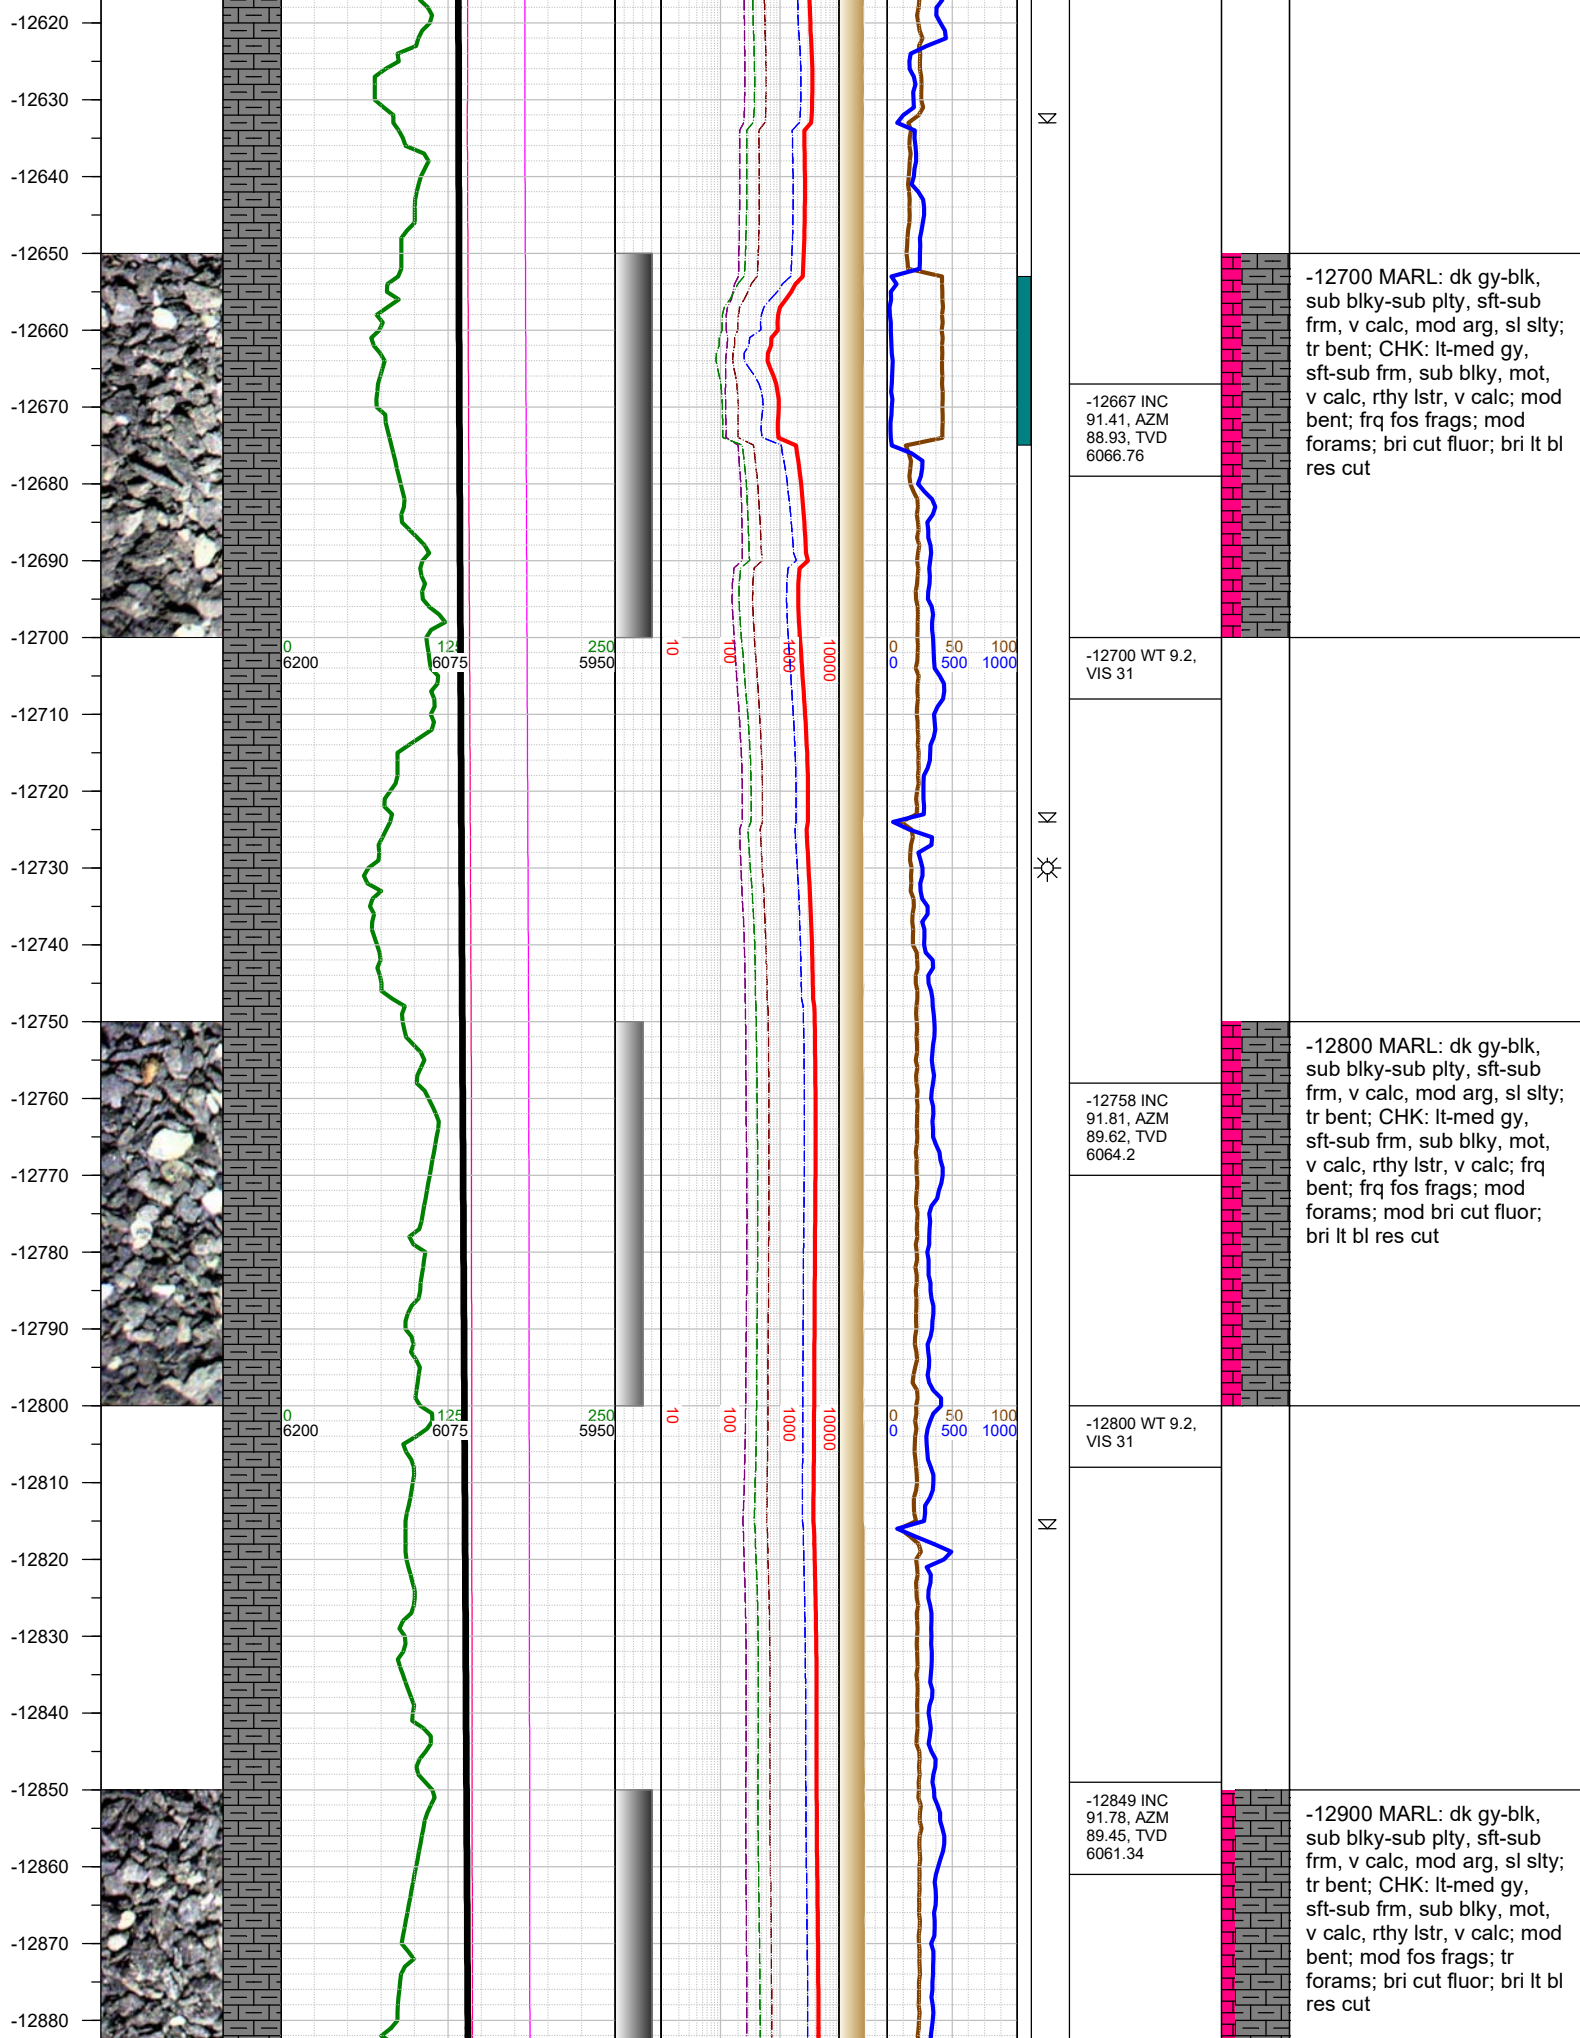 -12620
-12630
-12640
-12650
-12660
-12670
-12680
-12690
-12700
-12710
-12720
-12730
-12740
-12750
-12760
-12770
-12780
-12790
-12800
-12810
-12820
-12830
-12840
-12850
-12860
-12870
-12880
0 125 250
6200 6075 5950
10 100 1000 10000
0 50 100
0 500 1000
0 125 250
6200 6075 5950
10 100 1000 10000
0 50 100
0 500 1000
-12667 INC
91.41, AZM
88.93, TVD
6066.76
-12700 WT 9.2,
VIS 31
-12758 INC
91.81, AZM
89.62, TVD
6064.2
-12800 WT 9.2,
VIS 31
-12849 INC
91.78, AZM
89.45, TVD
6061.34
-12700 MARL: dk gy-blk,
sub blky-sub plty, sft-sub
frm, v calc, mod arg, sl slty;
tr bent; CHK: lt-med gy,
sft-sub frm, sub blky, mot,
v calc, rthy lstr, v calc; mod
bent; frq fos frags; mod
forams; bri cut fluor; bri lt bl
res cut
-12800 MARL: dk gy-blk,
sub blky-sub plty, sft-sub
frm, v calc, mod arg, sl slty;
tr bent; CHK: lt-med gy,
sft-sub frm, sub blky, mot,
v calc, rthy lstr, v calc; frq
bent; frq fos frags; mod
forams; mod bri cut fluor;
bri lt bl res cut
-12900 MARL: dk gy-blk,
sub blky-sub plty, sft-sub
frm, v calc, mod arg, sl slty;
tr bent; CHK: lt-med gy,
sft-sub frm, sub blky, mot,
v calc, rthy lstr, v calc; mod
bent; mod fos frags; tr
forams; bri cut fluor; bri lt bl
res cut